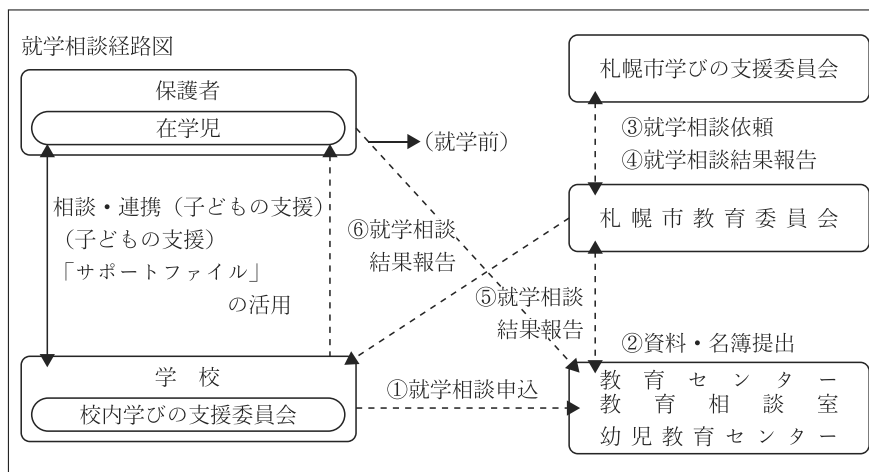 就学相談経路図
保護者
在学児
(就学前)
札幌市学びの支援委員会
③就学相談依頼
④就学相談結果報告
札幌市教育委員会
相談・連携（子どもの支援）
（子どもの支援）
「サポートファイル」
の活用
⑥就学相談
結果報告
⑤就学相談
結果報告
②資料・名簿提出
学校
校内学びの支援委員会
①就学相談申込
教育センター
教育相談室
幼児教育センター